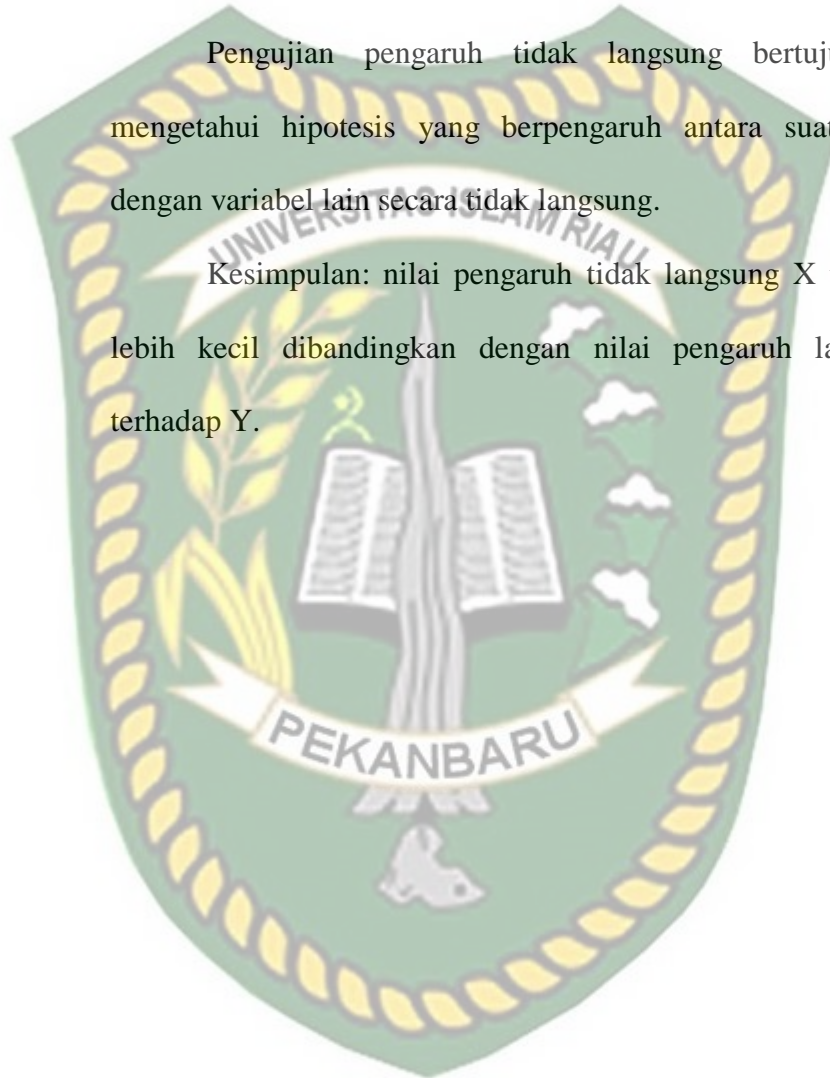 Pengujian pengaruh tidak langsung bertuju
mengetahui hipotesis yang berpengaruh antara suat
dengan variabel lain secara tidak langsung.
UNIVERSITAS ISLAM RIAU
Kesimpulan: nilai pengaruh tidak langsung X
lebih kecil dibandingkan dengan nilai pengaruh la
terhadap Y.
PEKANBARU